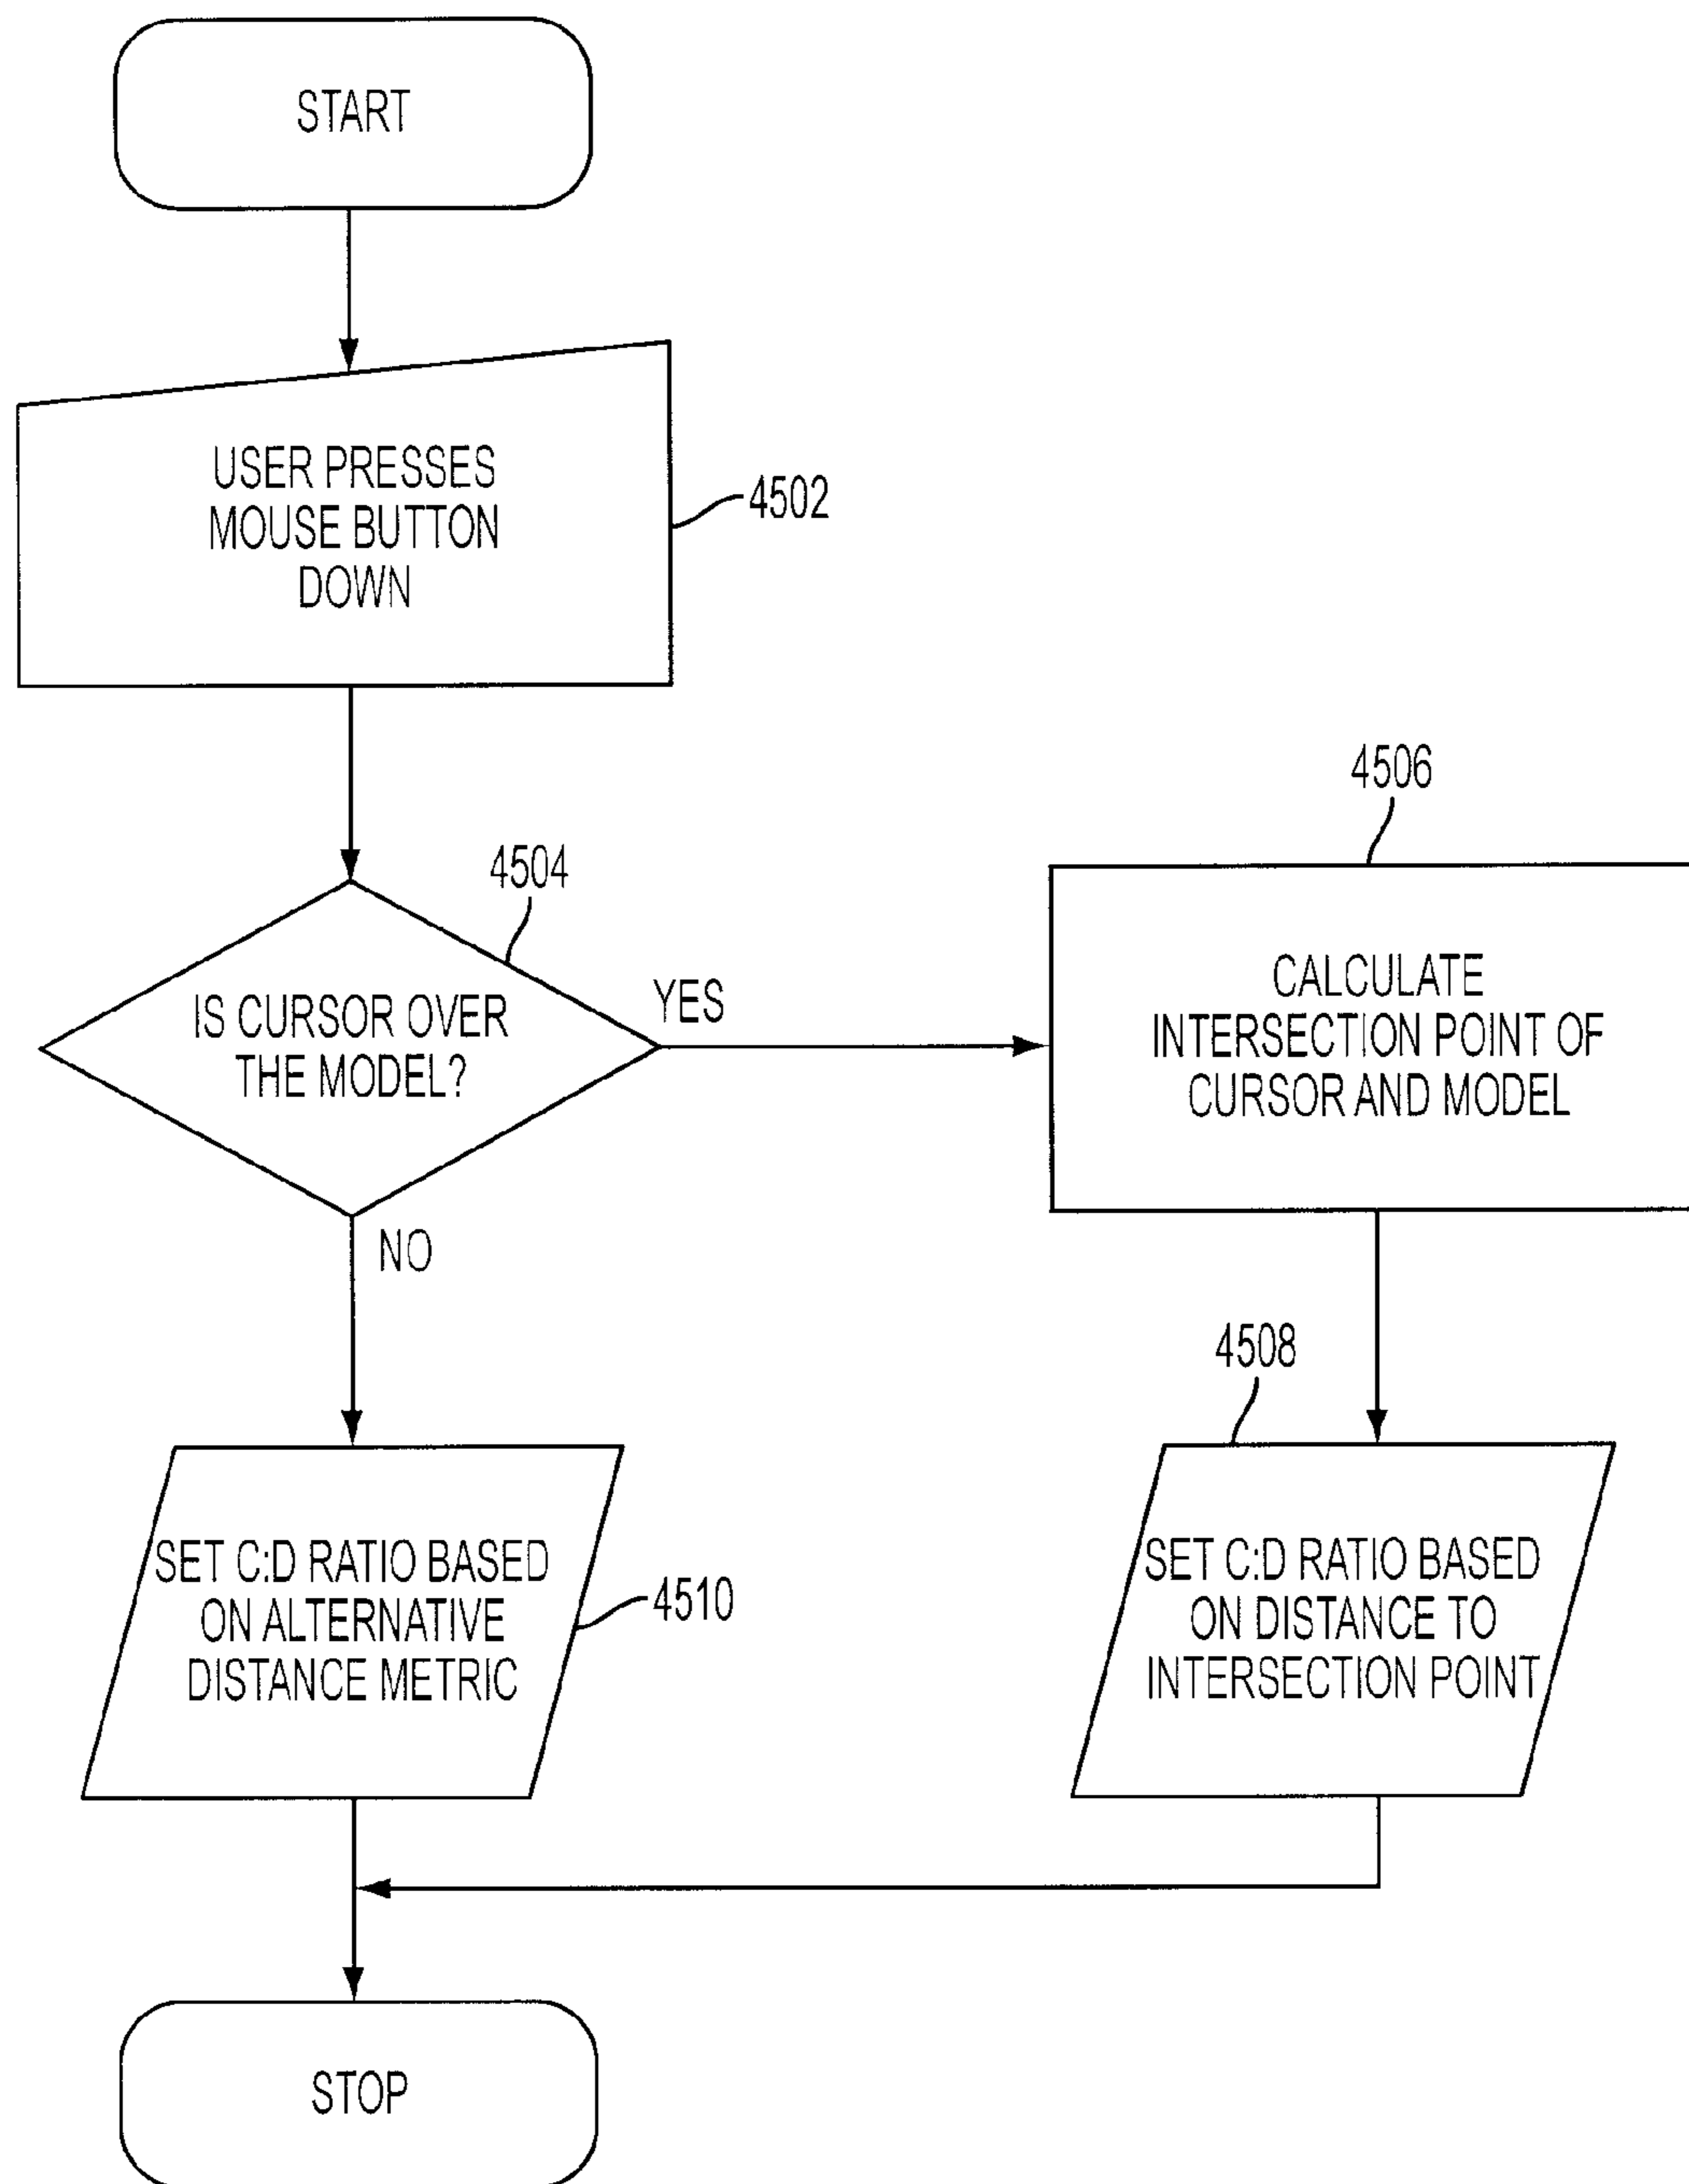 START
USER PRESSES
MOUSE BUTTON
DOWN
4502
4504
IS CURSOR OVER
THE MODEL?
YES
NO
4506
CALCULATE
INTERSECTION POINT OF
CURSOR AND MODEL
4508
SET C:D RATIO BASED
ON DISTANCE TO
INTERSECTION POINT
SET C:D RATIO BASED
ON ALTERNATIVE
DISTANCE METRIC
4510
STOP